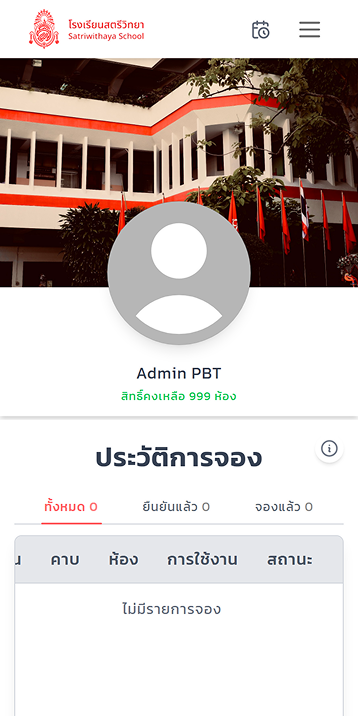 โรงเรียนสตรีวิทยา
Satriwithaya School
Admin PBT
สิทธิ์คงเหลือ 999 ห้อง
ประวัติการจอง
ทั้งหมด 0 ยืนยันแล้ว 0 จองแล้ว 0
น คาบ ห้อง การใช้งาน สถานะ
ไม่มีรายการจอง